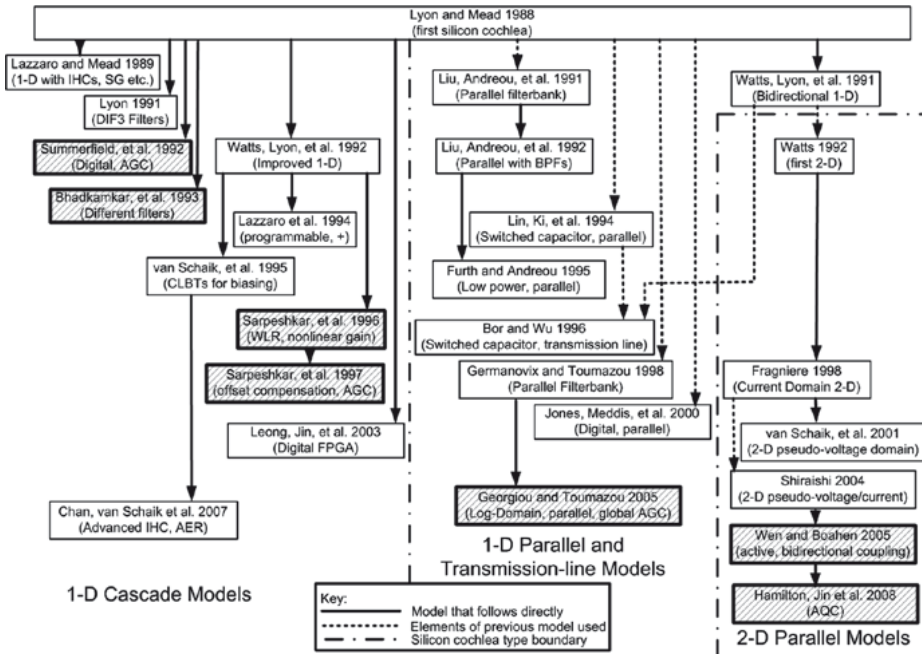 Lyon and Mead 1988
(first silicon cochlea)
Lazzaro and Mead 1989
(1-D with IHCs, SG etc.)
Lyon 1991
(DIF3 Filters)
Summerfield, et al. 1992
(Digital, AGC)
Bhadkamkar, et al. 1993
(Different filters)
Watts, Lyon, et al. 1992
(Improved 1-D)
Lazzaro et al. 1994
(programmable, +)
van Schaik, et al. 1995
(CLBTs for biasing)
Sarpeshkar, et al. 1996
(WLR, nonlinear gain)
Sarpeshkar, et al. 1997
(offset compensation, AGC)
Leong, Jin, et al. 2003
(Digital FPGA)
Chan, van Schaik et al. 2007
(Advanced IHC, AER)
1-D Cascade Models
Liu, Andreou, et al. 1991
(Parallel filterbank)
Liu, Andreou, et al. 1992
(Parallel with BPFs)
Lin, Ki, et al. 1994
(Switched capacitor, parallel)
Furth and Andreou 1995
(Low power, parallel)
Bor and Wu 1996
(Switched capacitor, transmission line)
Germanovix and Toumazou 1998
(Parallel Filterbank)
Jones, Meddis, et al. 2000
(Digital, parallel)
Georgiou and Toumazou 2005
(Log-Domain, parallel, global AGC)
1-D Parallel and
Transmission-line Models
Watts, Lyon, et al. 1991
(Bidirectional 1-D)
Watts 1992
(first 2-D)
Fragniere 1998
(Current Domain 2-D)
van Schaik, et al. 2001
(2-D pseudo-voltage domain)
Shiraishi 2004
(2-D pseudo-voltage/current)
Wen and Boahen 2005
(active, bidirectional coupling)
Hamilton, Jin et al. 2008
(AQC)
2-D Parallel Models
Key:
Model that follows directly
Elements of previous model used
Silicon cochlea type boundary